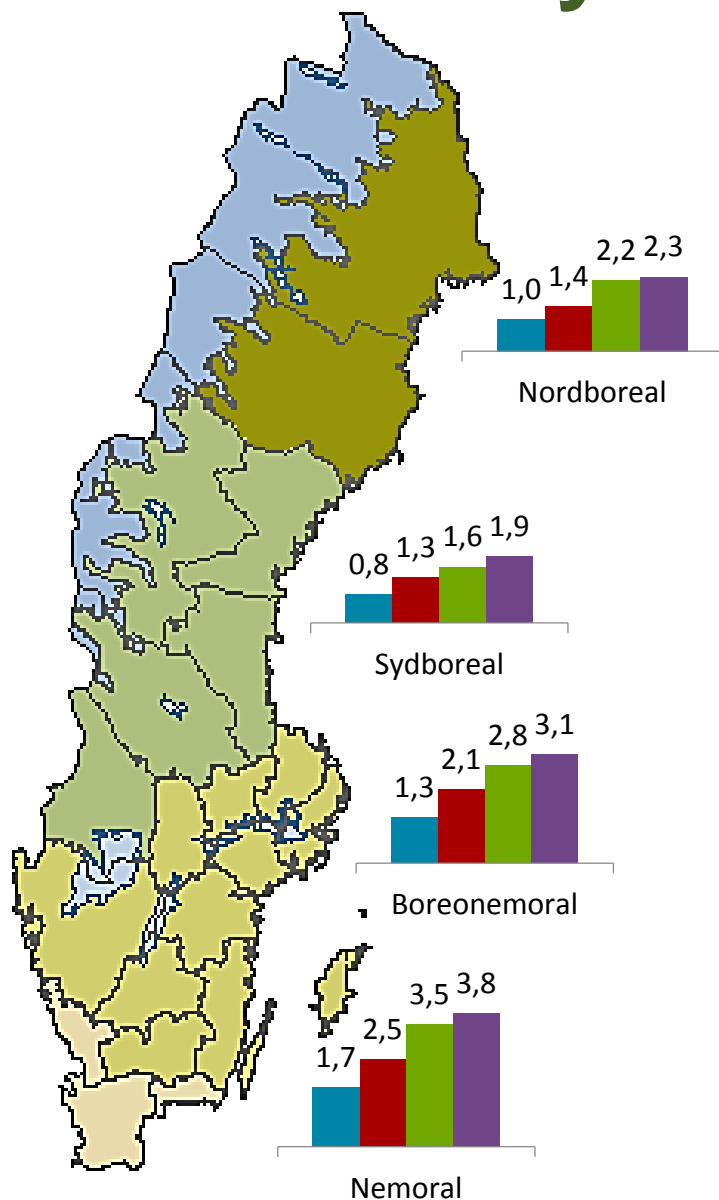 1,0 1,4 2,2 2,3
Nordboreal
0,8 1,3 1,6 1,9
Sydboreal
1,3 2,1 2,8 3,1
Boreonemoral
1,7 2,5 3,5 3,8
Nemoral